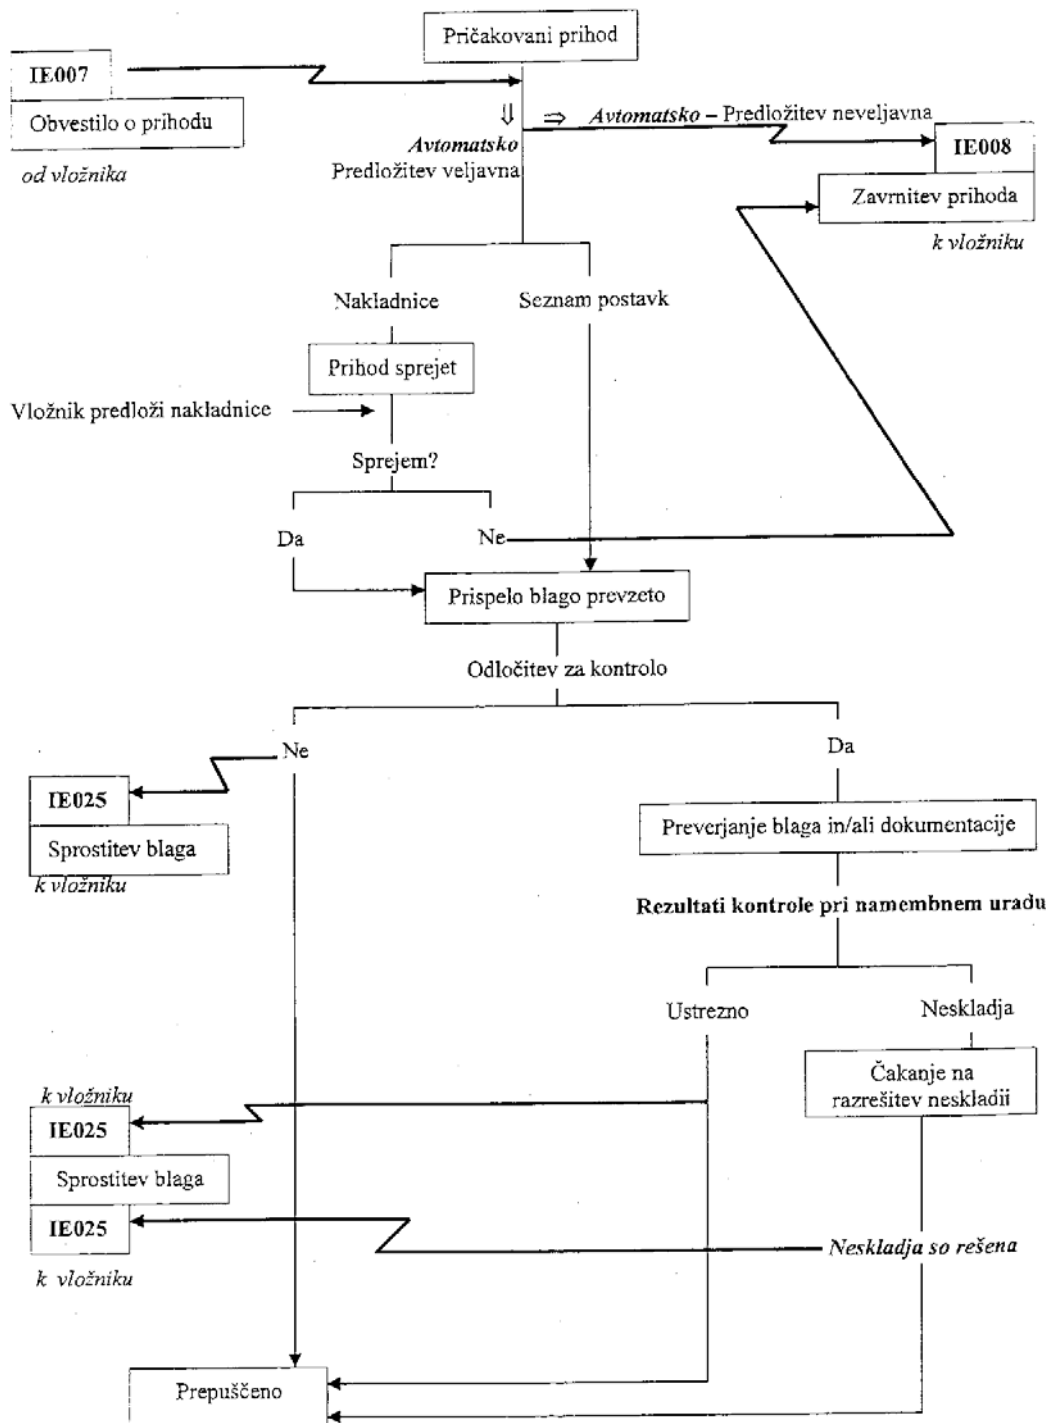 Pričakovani prihod
IE007
Obvestilo o prihodu
od vložnika
⇓ ⇒ Avtomatsko – Predložitev neveljavna
Avtomatsko
Predložitev veljavna
IE008
Zavrnitev prihoda
k vložniku
Nakladnice
Seznam postavk
Prihod sprejet
Vložnik predloži nakladnice
Sprejem?
Da
Ne
Prispelo blago prevzeto
Odločitev za kontrolo
Ne
Da
IE025
Sprostitev blaga
k vložniku
Preverjanje blaga in/ali dokumentacije
Rezultati kontrole pri namembnem uradu
Ustrezno
Neskladja
Čakanje na
razrešitev neskladij
k vložniku
IE025
Sprostitev blaga
IE025
k vložniku
Neskladja so rešena
Prepuščeno